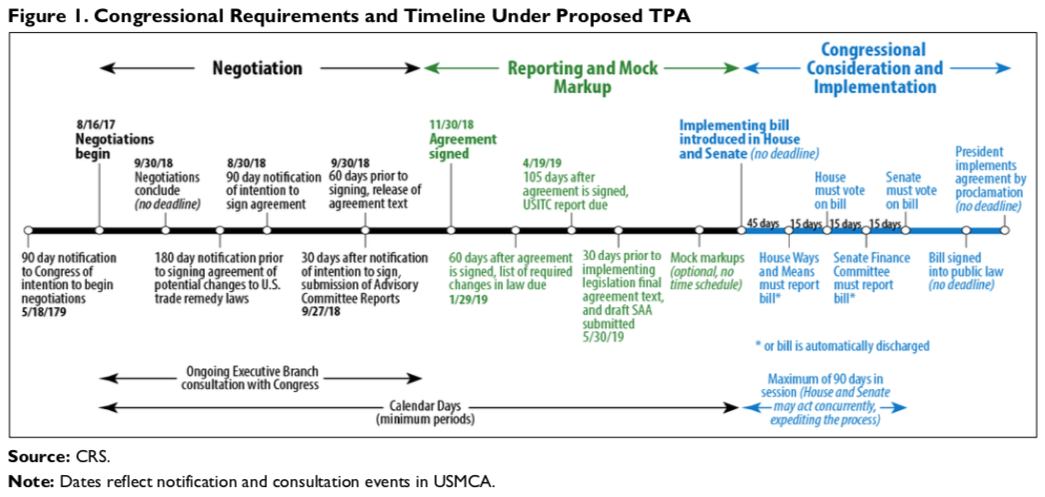 Figure 1. Congressional Requirements and Timeline Under Proposed TPA
Negotiation
Reporting and Mock
Markup
Congressional
Consideration and
Implementation
8/16/17
Negotiations
begin
9/30/18
Negotiations
conclude
(no deadline)
8/30/18
90 day notification
of intention to
sign agreement
9/30/18
60 days prior to
signing, release of
agreement text
11/30/18
Agreement
signed
4/19/19
105 days after
agreement is signed,
USITC report due
Implementing bill
introduced in House
and Senate (no deadline)
House
must vote
on bill
Senate
must vote
on bill
President
implements
agreement by
proclamation
(no deadline)
45 days
15 days
15 days
15 days
90 day notification
to Congress of
intention to begin
negotiations
5/18/179
180 day notification prior
to signing agreement of
potential changes to U.S.
trade remedy laws
30 days after notification
of intention to sign,
submission of Advisory
Committee Reports
9/27/18
60 days after agreement
is signed, list of required
changes in law due
1/29/19
30 days prior to
implementing
legislation final
agreement text,
and draft SAA
submitted
5/30/19
Mock markups
(optional, no
time schedule)
House Ways
and Means
must report
bill*
Senate Finance
Committee
must report
bill*
Bill signed
into public law
(no deadline)
* or bill is automatically discharged
Ongoing Executive Branch
consultation with Congress
Calendar Days
(minimum periods)
Maximum of 90 days in
session (House and Senate
may act concurrently,
expediting the process)
Source: CRS.
Note: Dates reflect notification and consultation events in USMCA.